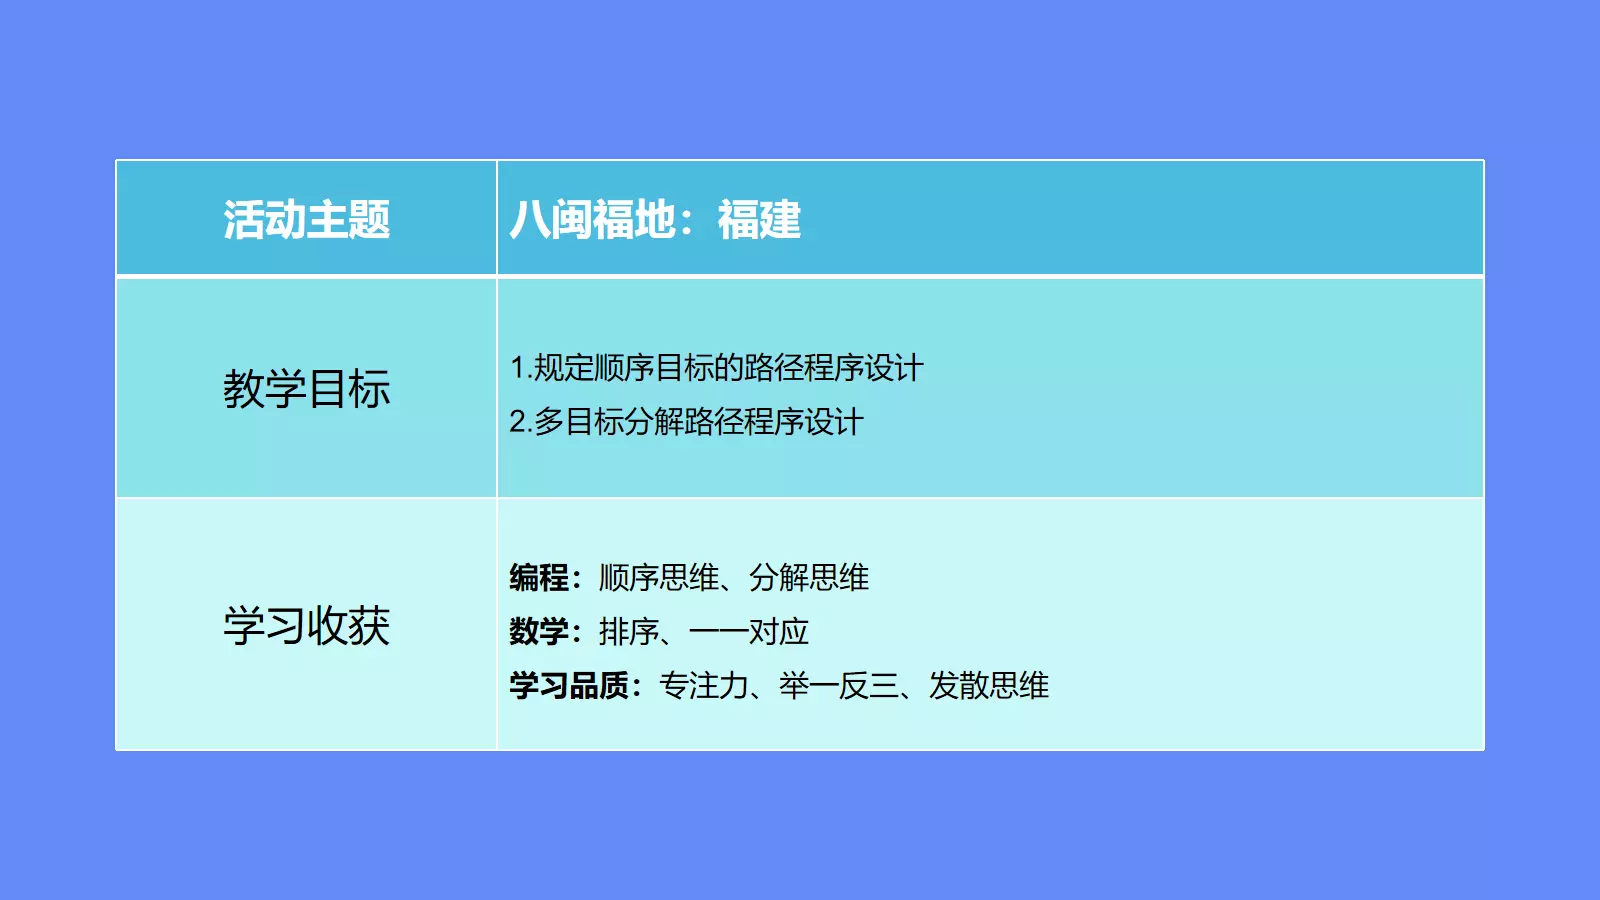 活动主题
八闽福地：福建
教学目标
1.规定顺序目标的路径程序设计
2.多目标分解路径程序设计
学习收获
编程：顺序思维、分解思维
数学：排序、一一对应
学习品质：专注力、举一反三、发散思维